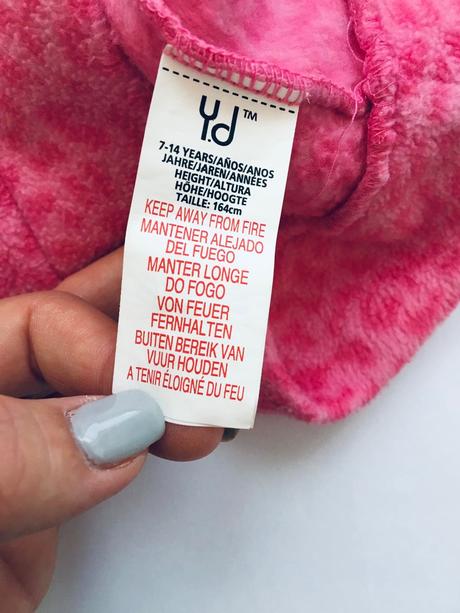 Y.d™
7-14 YEARS/AÑOS/ANOS
JAHRE/JAREN/ANNÉES
HEIGHT/ALTURA
HÖHE/HOOGTE
TAILLE: 164cm
KEEP AWAY FROM FIRE
MANTENER ALEJADO
DEL FUEGO
MANTER LONGE
DO FOGO
VON FEUER
FERNHALTEN
BUITEN BEREIK VAN
VUUR HOUDEN
A TENIR ÉLOIGNÉ DU FEU